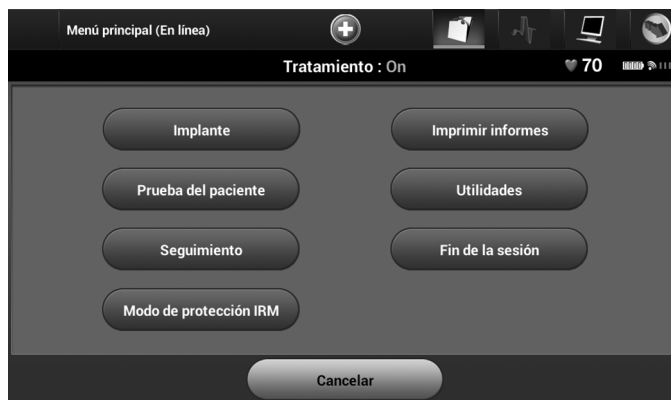 Menú principal (En línea)
Tratamiento : On
70
Implante
Imprimir informes
Prueba del paciente
Utilidades
Seguimiento
Fin de la sesión
Modo de protección IRM
Cancelar